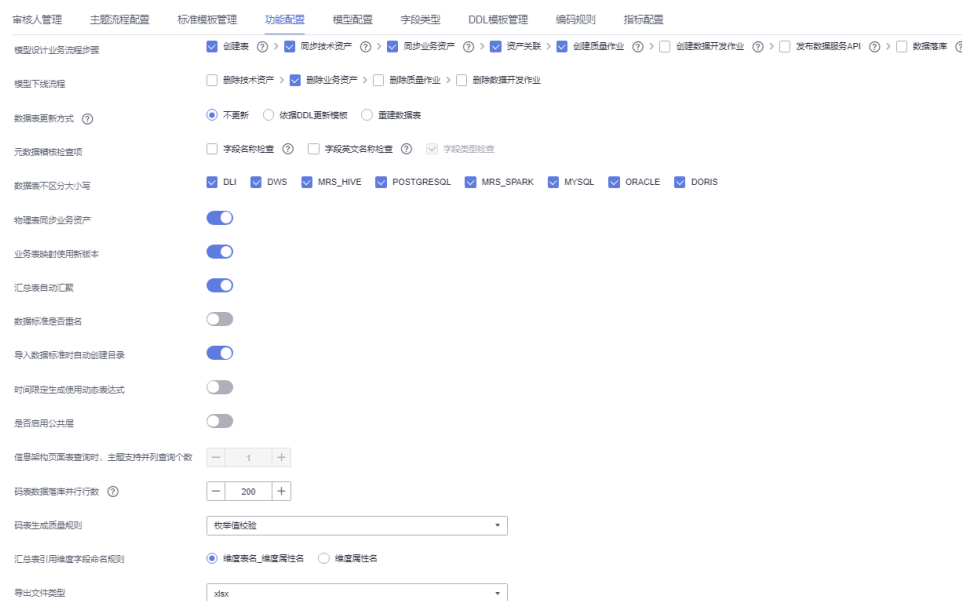 审核人管理 主题流程配置 标准模板管理 功能配置 模型配置 字段类型 DDL模板管理 编码规则 指标配置
模型设计业务流程步骤 创建表 ? > 同步技术资产 ? > 同步业务资产 ? > 资产关联 > 创建质量作业 ? > 创建数据开发作业 ? > 发布数据服务API ? > 数据落库 ?
模型下线流程 删除技术资产 > 删除业务资产 > 删除质量作业 > 删除数据开发作业
数据表更新方式 ? 不更新 依据DDL更新模板 重建数据表
元数据稽核检查项 字段名称检查 ? 字段英文名称检查 ? 字段类型检查
数据表不区分大小写 DLI DWS MRS_HIVE POSTGRESQL MRS_SPARK MYSQL ORACLE DORIS
物理表同步业务资产
业务表映射使用新版本
汇总表自动汇聚
数据标准是否重名
导入数据标准时自动创建目录
时间限定生成使用动态表达式
是否启用公共层
信息架构页面表查询时，主题支持并列查询个数 − 1 +
码表数据落库并行行数 ? − 200 +
码表生成质量规则 枚举值校验
汇总表引用维度字段命名规则 维度表名_维度属性名 维度属性名
导出文件类型 xlsx